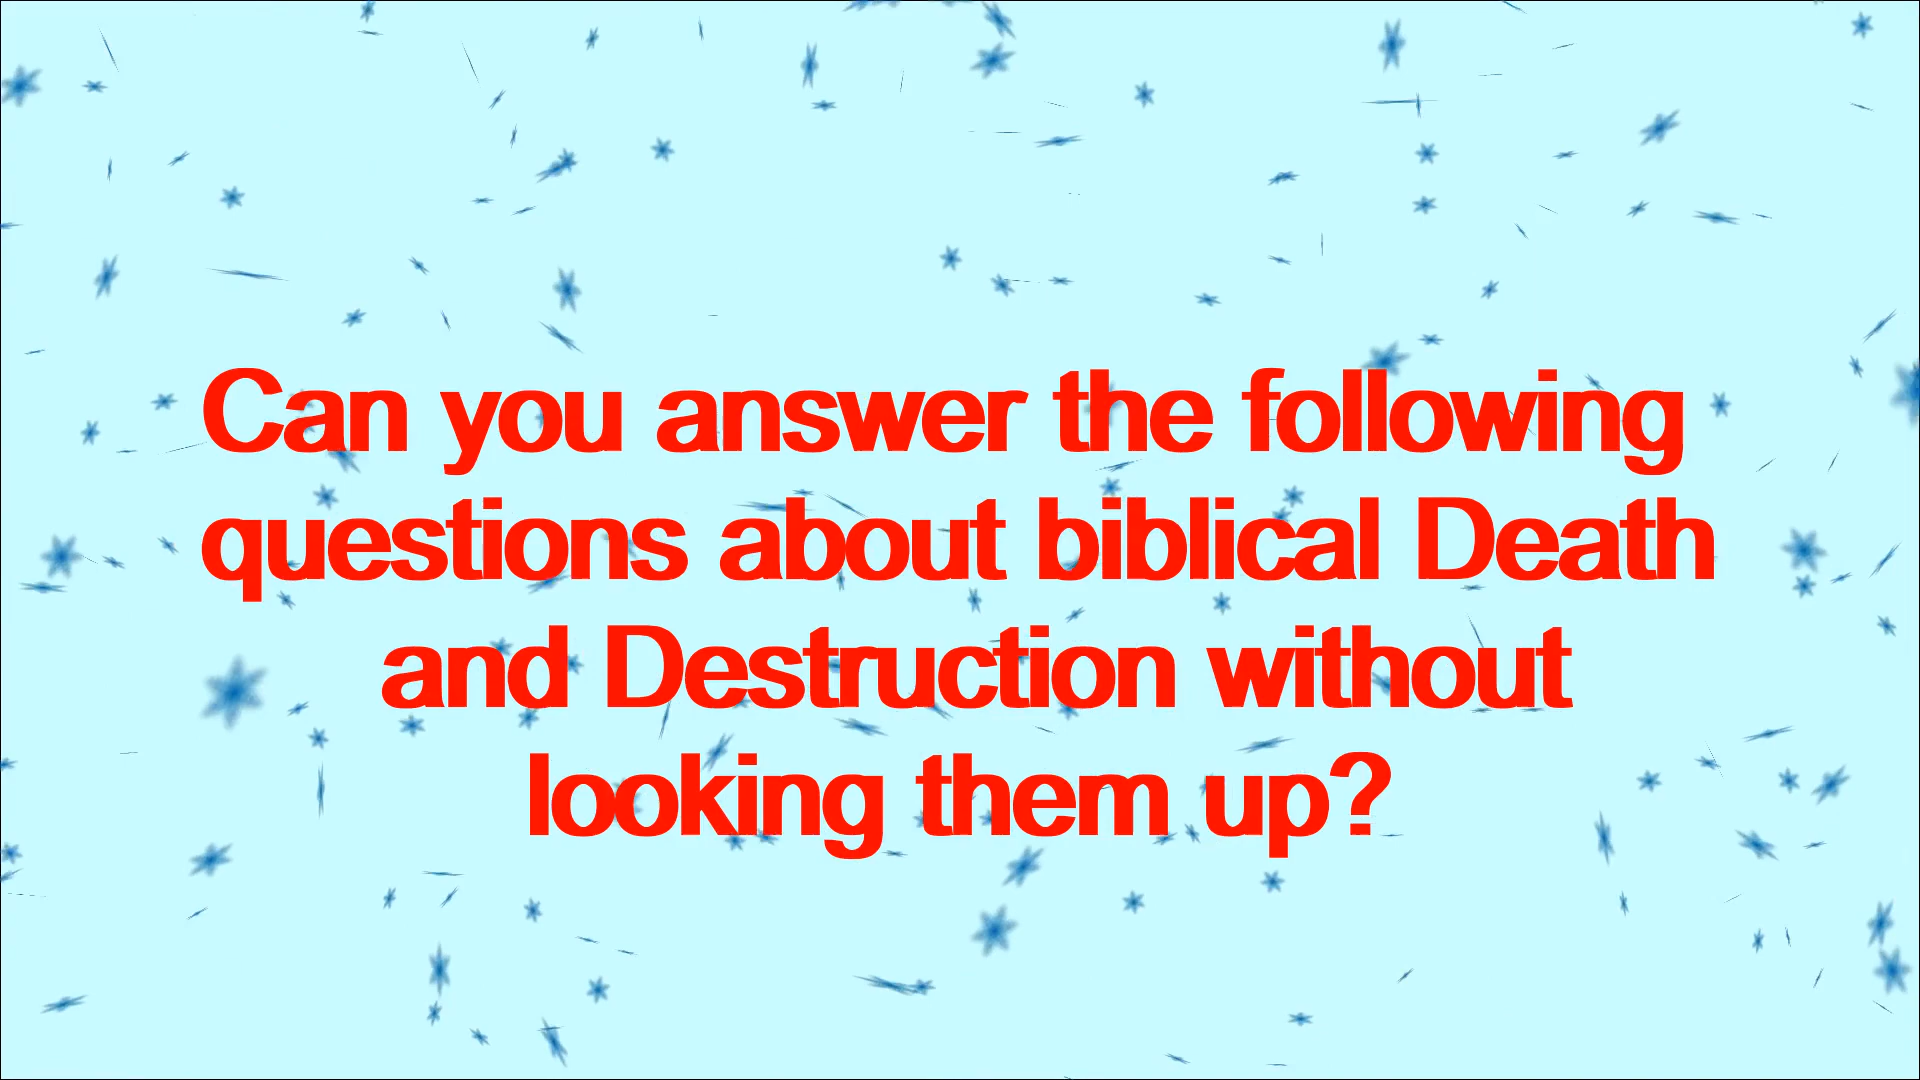 Can you answer the following
questions about biblical Death
and Destruction without
looking them up?